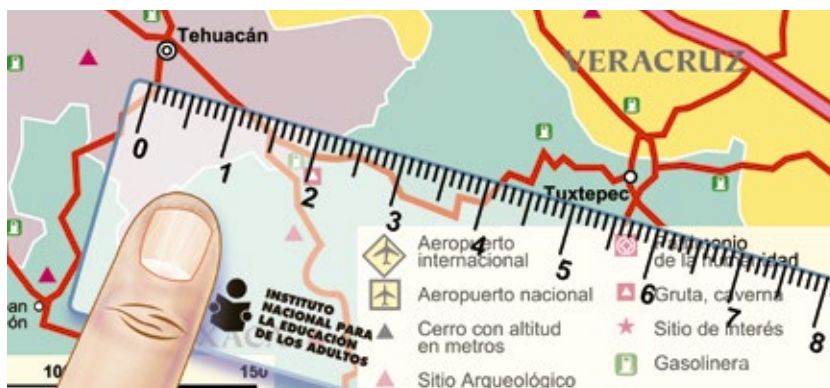 Tehuacán
VERACRUZ
Tuxtepec
0
1
2
3
4
5
6
7
8
Aeropuerto
internacional
Aeropuerto nacional
Cerro con altitud
en metros
Sitio Arqueológico
de la humanidad
Gruta, caverna
Sitio de interés
Gasolinera
INSTITUTO
NACIONAL PARA
LA EDUCACIÓN
DE LOS ADULTOS
150